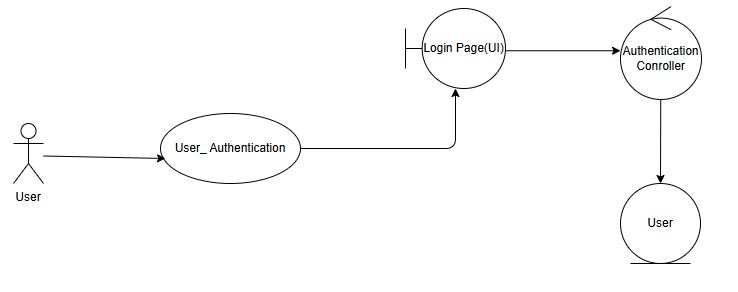 Login Page(UI)
Authentication
Conroller
User_ Authentication
User
User